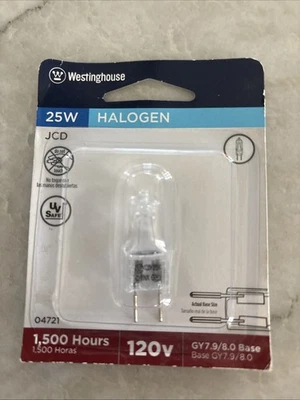 Westinghouse
25W HALOGEN
JCD
UV
SAFE
Actual Base Size
04721
1,500 Hours
1,500 Horas
120v
GY7.9/8.0 Base
Base GY7.9/8.0